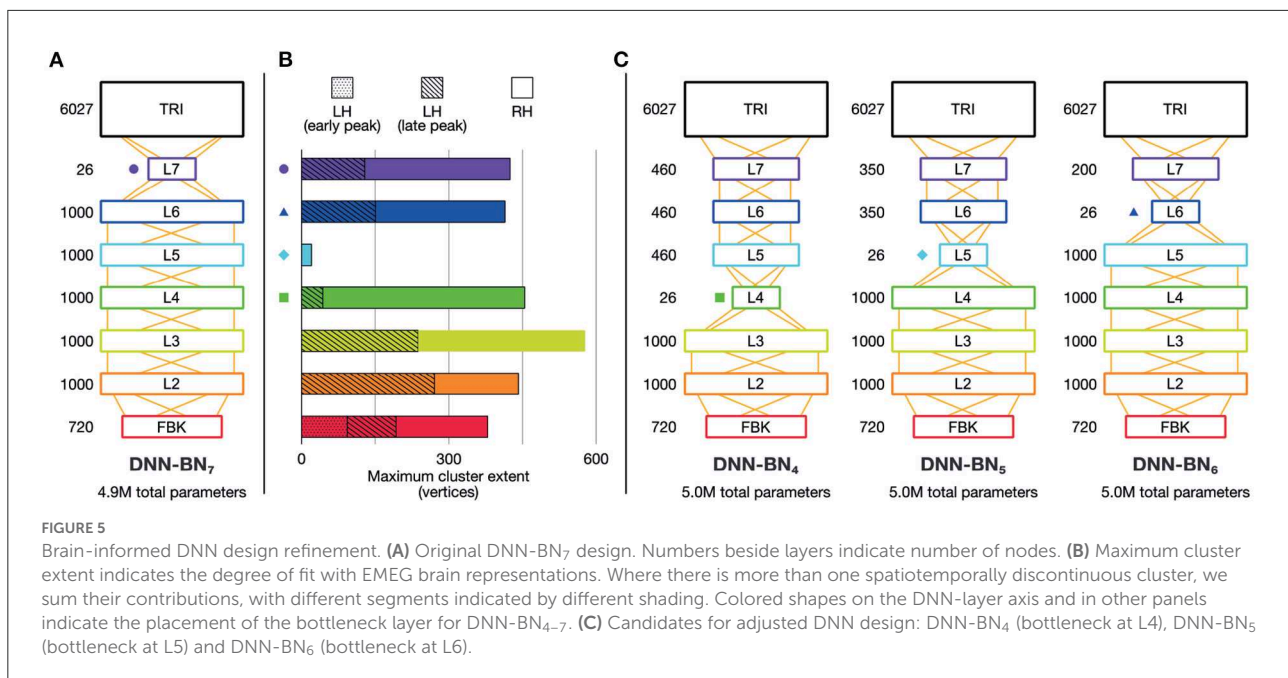 A
6027 TRI
26 L7
1000 L6
1000 L5
1000 L4
1000 L3
1000 L2
720 FBK
DNN-BN₇
4.9M total parameters
B
LH (early peak)
LH (late peak)
RH
0 300 600
Maximum cluster extent
(vertices)
C
6027 TRI
460 L7
460 L6
460 L5
26 L4
1000 L3
1000 L2
720 FBK
DNN-BN₄
5.0M total parameters
6027 TRI
350 L7
350 L6
26 L5
1000 L4
1000 L3
1000 L2
720 FBK
DNN-BN₅
5.0M total parameters
6027 TRI
200 L7
26 L6
1000 L5
1000 L4
1000 L3
1000 L2
720 FBK
DNN-BN₆
5.0M total parameters
FIGURE 5
Brain-informed DNN design refinement. (A) Original DNN-BN₇ design. Numbers beside layers indicate number of nodes. (B) Maximum cluster
extent indicates the degree of fit with EMEG brain representations. Where there is more than one spatiotemporally discontinuous cluster, we
sum their contributions, with different segments indicated by different shading. Colored shapes on the DNN-layer axis and in other panels
indicate the placement of the bottleneck layer for DNN-BN₄₋₇. (C) Candidates for adjusted DNN design: DNN-BN₄ (bottleneck at L4), DNN-BN₅
(bottleneck at L5) and DNN-BN₆ (bottleneck at L6).